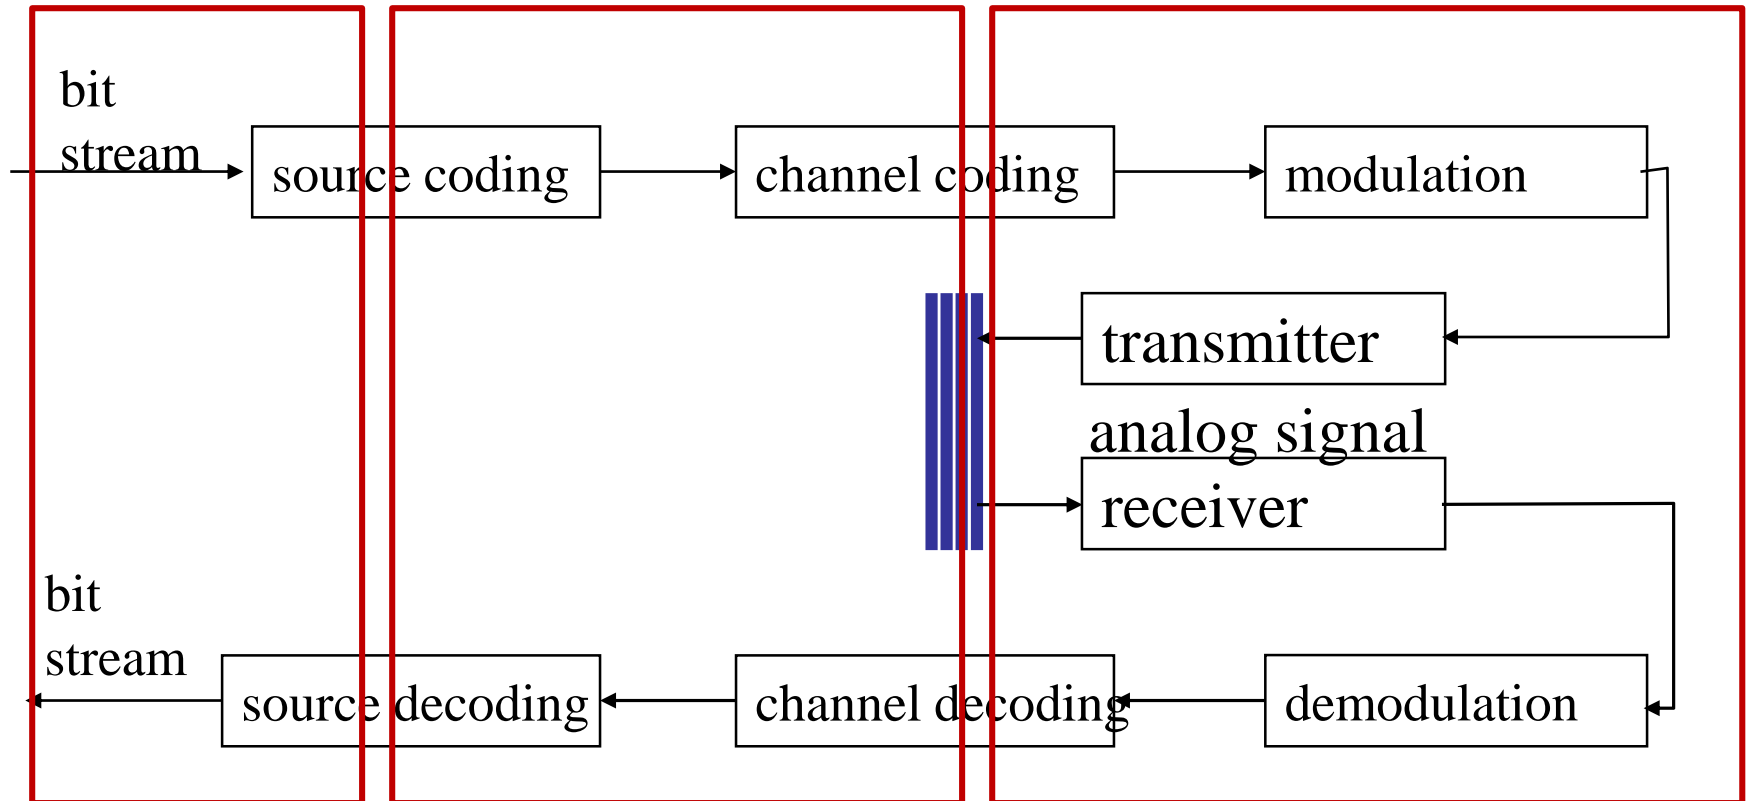 bit
stream
source coding
channel coding
modulation
transmitter
analog signal
receiver
bit
stream
source decoding
channel decoding
demodulation